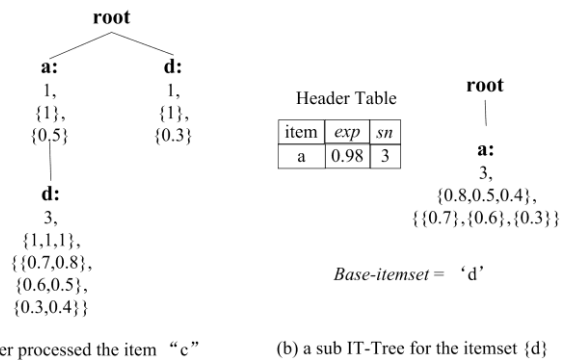 root
a:
1,
{1},
{0.5}
d:
1,
{1},
{0.3}
d:
3,
{1,1,1},
{{0.7,0.8},
{0.6,0.5},
{0.3,0.4}}
processed the item “c”
Header Table
item exp sn
a 0.98 3
root
a:
3,
{0.8,0.5,0.4},
{{0.7},{0.6},{0.3}}
Base-itemset = ‘d’
(b) a sub IT-Tree for the itemset {d}